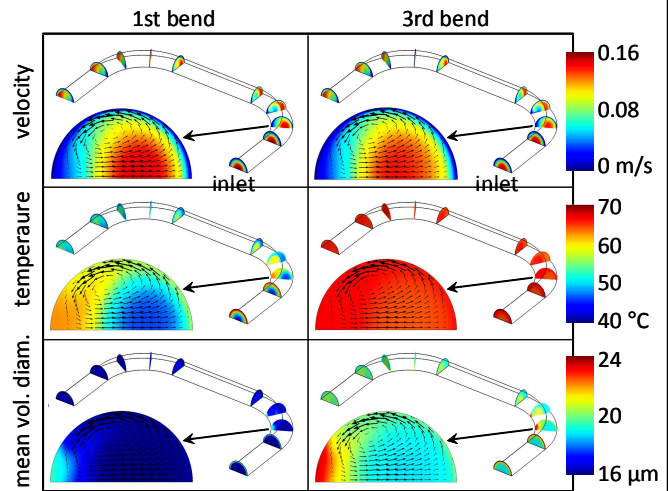 1st bend 3rd bend
velocity
0.16
0.08
0 m/s
inlet inlet
temperaure
70
60
50
40 °C
mean vol. diam.
24
20
16 µm